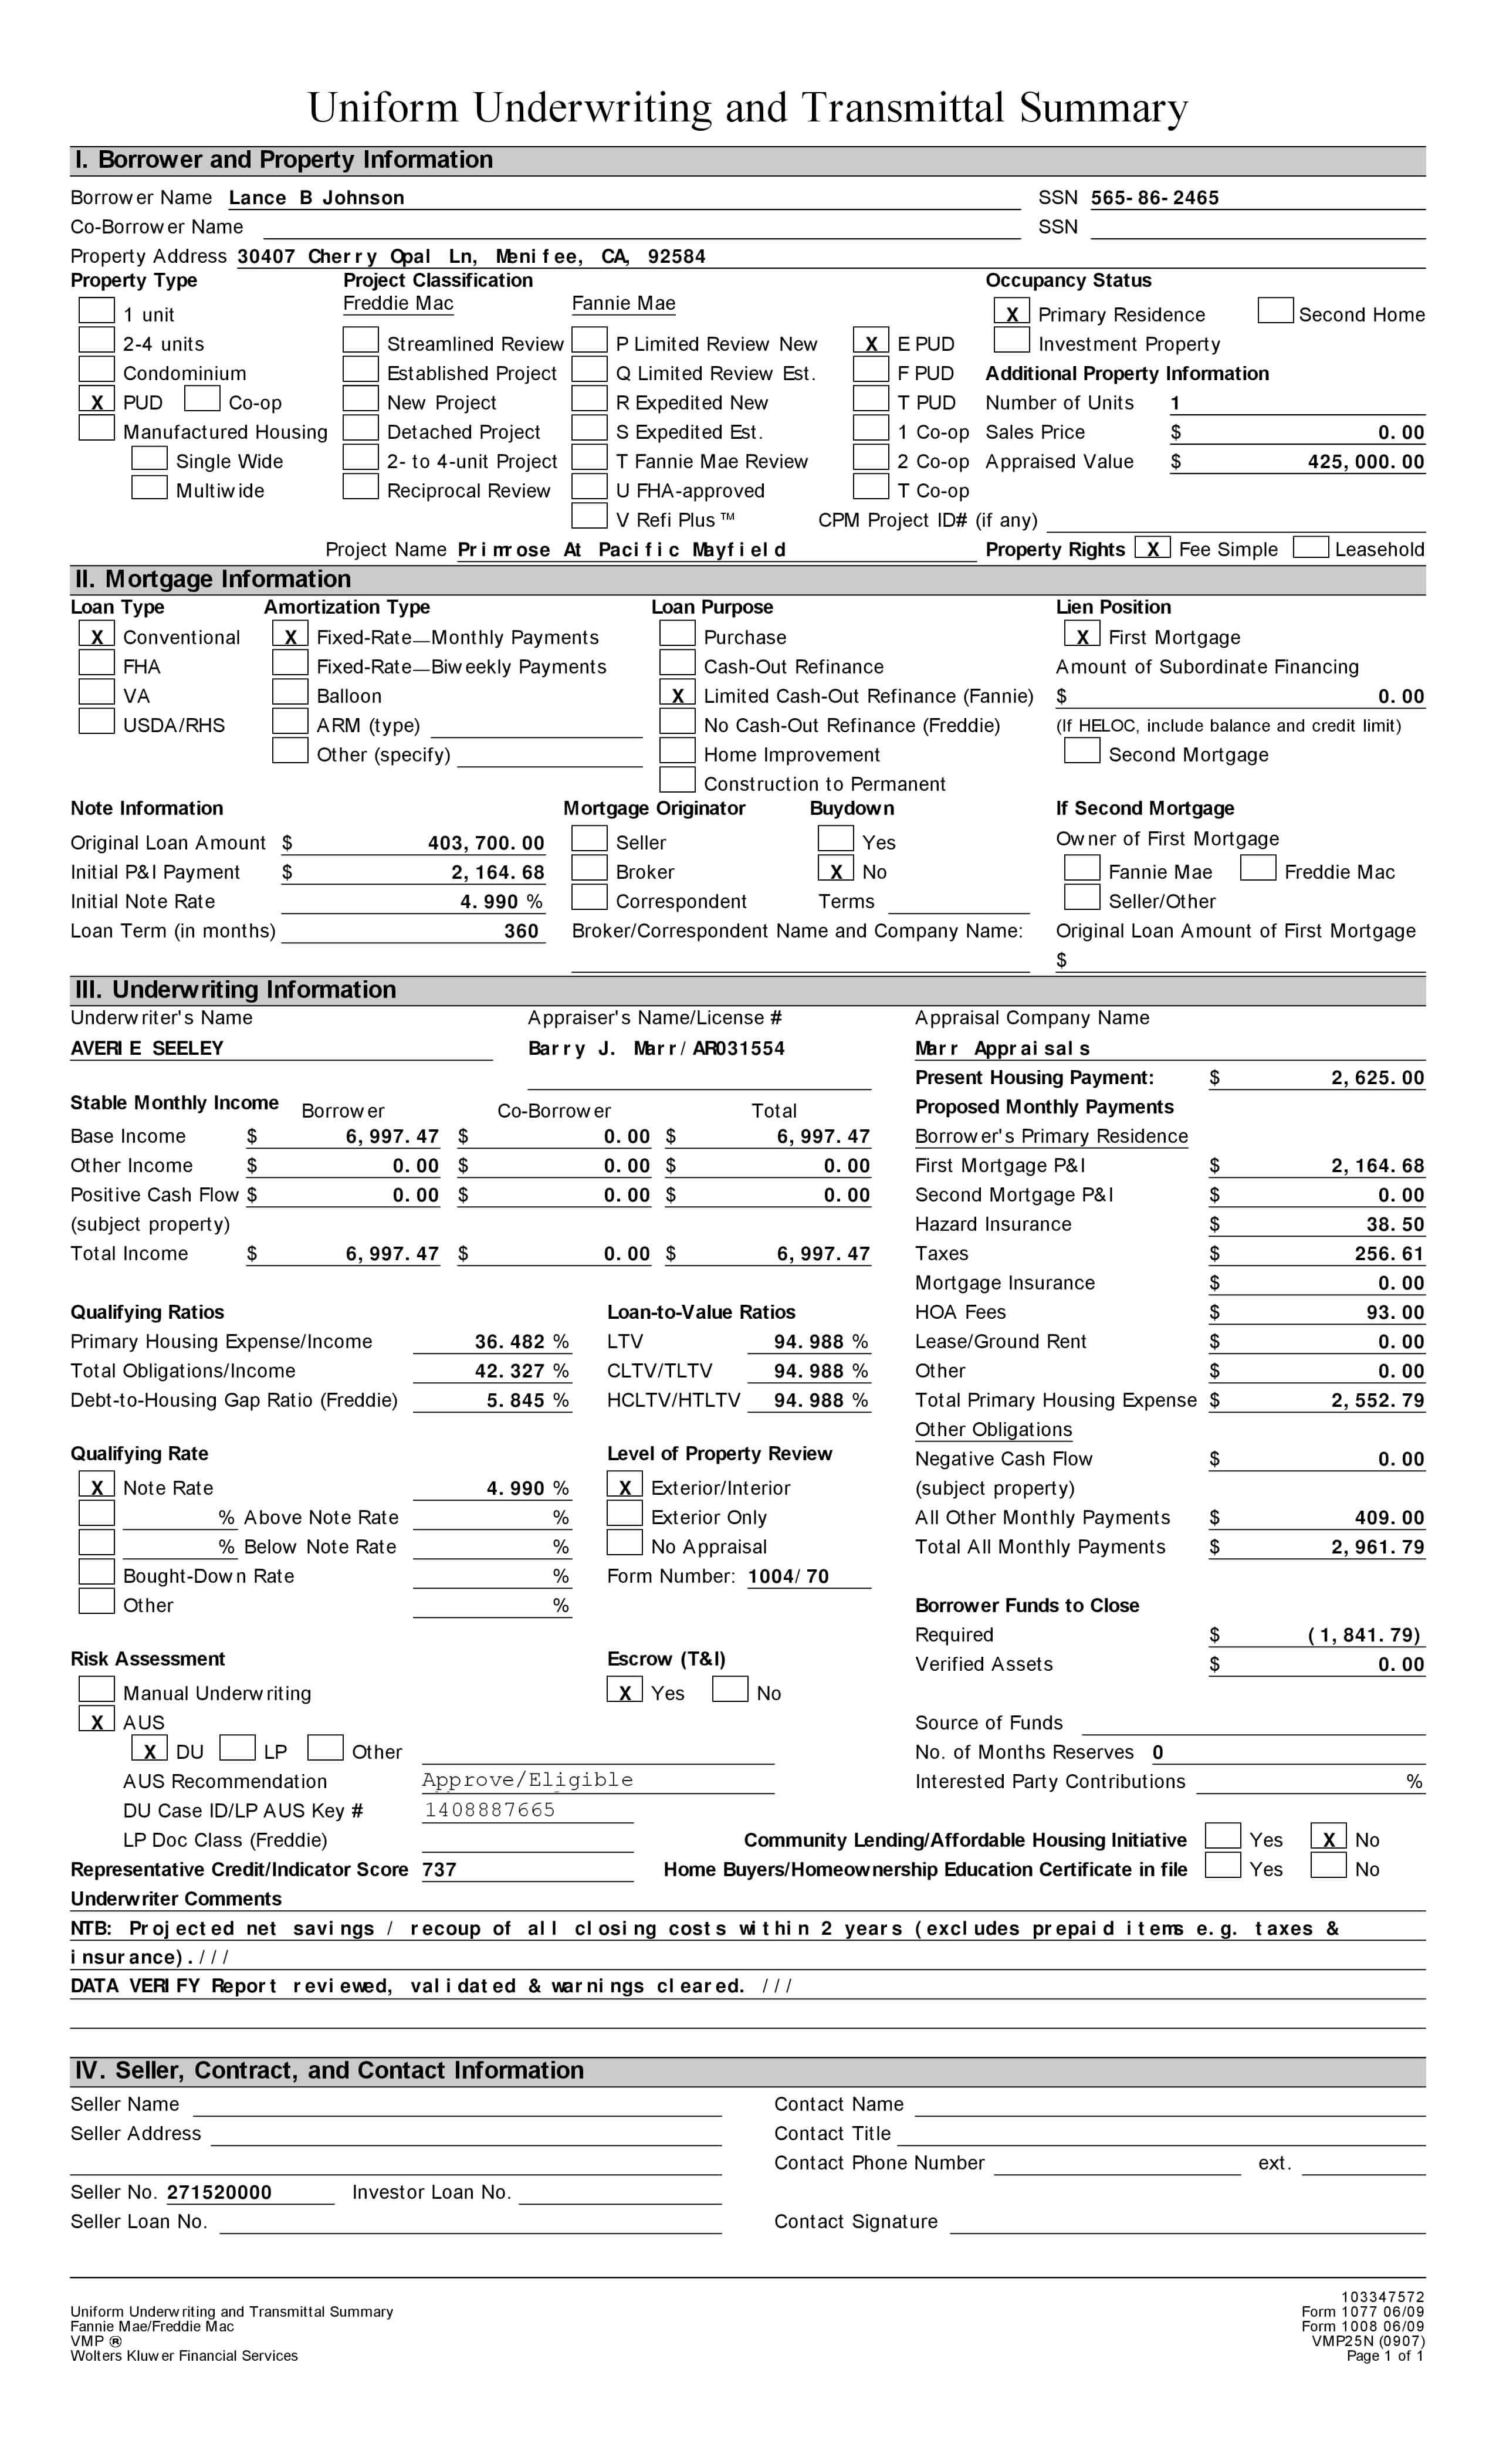 Uniform Underwriting and Transmittal Summary
I. Borrower and Property Information
Borrower Name Lance B Johnson SSN 565-86-2465
Co-Borrower Name SSN
Property Address 30407 Cherry Opal Ln, Menifee, CA, 92584
Property Type Project Classification Occupancy Status
Freddie Mac Fannie Mae
1 unit X Primary Residence Second Home
2-4 units Streamlined Review P Limited Review New X E PUD Investment Property
Condominium Established Project Q Limited Review Est. F PUD Additional Property Information
X PUD Co-op New Project R Expedited New T PUD Number of Units 1
Manufactured Housing Detached Project S Expedited Est. 1 Co-op Sales Price $ 0.00
Single Wide 2- to 4-unit Project T Fannie Mae Review 2 Co-op Appraised Value $ 425,000.00
Multiwide Reciprocal Review U FHA-approved T Co-op
V Refi Plus™ CPM Project ID# (if any)
Project Name Primrose At Pacific Mayfield Property Rights X Fee Simple Leasehold
II. Mortgage Information
Loan Type Amortization Type Loan Purpose Lien Position
X Conventional X Fixed-Rate—Monthly Payments Purchase X First Mortgage
FHA Fixed-Rate—Biweekly Payments Cash-Out Refinance Amount of Subordinate Financing
VA Balloon X Limited Cash-Out Refinance (Fannie) $ 0.00
USDA/RHS ARM (type) No Cash-Out Refinance (Freddie) (If HELOC, include balance and credit limit)
Other (specify) Home Improvement Second Mortgage
Construction to Permanent
Note Information Mortgage Originator Buydown If Second Mortgage
Original Loan Amount $ 403,700.00 Seller Yes Owner of First Mortgage
Initial P&I Payment $ 2,164.68 Broker X No Fannie Mae Freddie Mac
Initial Note Rate 4.990 % Correspondent Terms Seller/Other
Loan Term (in months) 360 Broker/Correspondent Name and Company Name: Original Loan Amount of First Mortgage
$
III. Underwriting Information
Underwriter's Name Appraiser's Name/License # Appraisal Company Name
AVERIE SEELEY Barry J. Marr/AR031554 Marr Appraisals
Present Housing Payment: $ 2,625.00
Stable Monthly Income Borrower Co-Borrower Total Proposed Monthly Payments
Base Income $ 6,997.47 $ 0.00 $ 6,997.47 Borrower's Primary Residence
Other Income $ 0.00 $ 0.00 $ 0.00 First Mortgage P&I $ 2,164.68
Positive Cash Flow $ 0.00 $ 0.00 $ 0.00 Second Mortgage P&I $ 0.00
(subject property) Hazard Insurance $ 38.50
Total Income $ 6,997.47 $ 0.00 $ 6,997.47 Taxes $ 256.61
Mortgage Insurance $ 0.00
Qualifying Ratios Loan-to-Value Ratios HOA Fees $ 93.00
Primary Housing Expense/Income 36.482 % LTV 94.988 % Lease/Ground Rent $ 0.00
Total Obligations/Income 42.327 % CLTV/TLTV 94.988 % Other $ 0.00
Debt-to-Housing Gap Ratio (Freddie) 5.845 % HCLTV/HTLTV 94.988 % Total Primary Housing Expense $ 2,552.79
Other Obligations
Qualifying Rate Level of Property Review Negative Cash Flow $ 0.00
X Note Rate 4.990 % X Exterior/Interior (subject property)
% Above Note Rate % Exterior Only All Other Monthly Payments $ 409.00
% Below Note Rate % No Appraisal Total All Monthly Payments $ 2,961.79
Bought-Down Rate % Form Number: 1004/70
Other % Borrower Funds to Close
Required $ (1,841.79)
Risk Assessment Escrow (T&I) Verified Assets $ 0.00
Manual Underwriting X Yes No
X AUS Source of Funds
X DU LP Other No. of Months Reserves 0
AUS Recommendation Approve/Eligible Interested Party Contributions %
DU Case ID/LP AUS Key # 1408887665
LP Doc Class (Freddie) Community Lending/Affordable Housing Initiative Yes X No
Representative Credit/Indicator Score 737 Home Buyers/Homeownership Education Certificate in file Yes No
Underwriter Comments
NTB: Projected net savings / recoup of all closing costs within 2 years (excludes prepaid items e.g. taxes &
insurance).///
DATA VERIFY Report reviewed, validated & warnings cleared. ///
IV. Seller, Contract, and Contact Information
Seller Name Contact Name
Seller Address Contact Title
Contact Phone Number ext.
Seller No. 271520000 Investor Loan No.
Seller Loan No. Contact Signature
103347572
Uniform Underwriting and Transmittal Summary Form 1077 06/09
Fannie Mae/Freddie Mac Form 1008 06/09
VMP ® VMP25N (0907)
Wolters Kluwer Financial Services Page 1 of 1